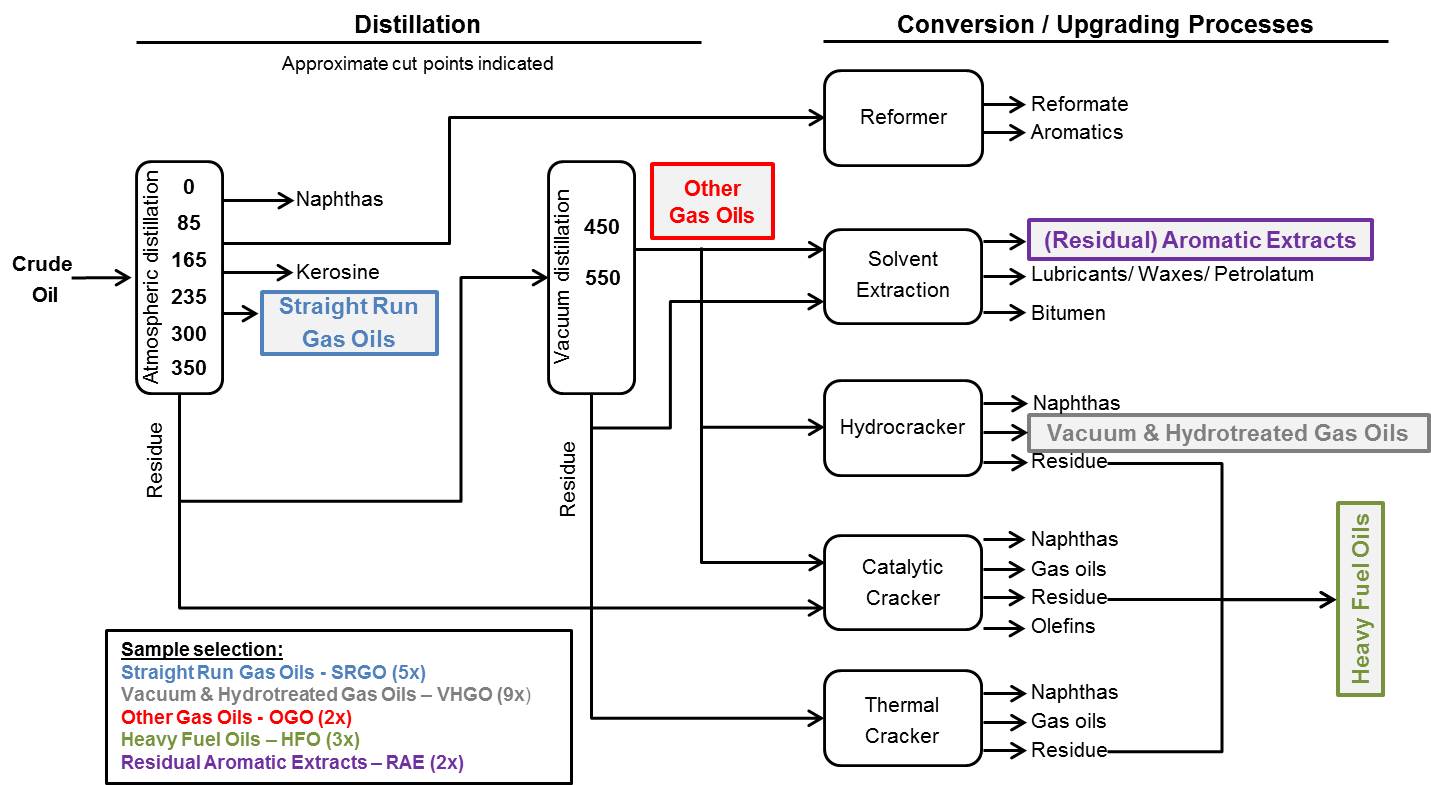 Distillation
Conversion / Upgrading Processes
Approximate cut points indicated
Crude
Oil
Atmospheric distillation
0
85
165
235
300
350
Naphthas
Kerosine
Straight Run
Gas Oils
Residue
Vacuum distillation
450
550
Residue
Other
Gas Oils
Reformer
Reformate
Aromatics
Solvent
Extraction
(Residual) Aromatic Extracts
Lubricants/ Waxes/ Petrolatum
Bitumen
Hydrocracker
Naphthas
Vacuum & Hydrotreated Gas Oils
Residue
Catalytic
Cracker
Naphthas
Gas oils
Residue
Olefins
Thermal
Cracker
Naphthas
Gas oils
Residue
Heavy Fuel Oils
Sample selection:
Straight Run Gas Oils - SRGO (5x)
Vacuum & Hydrotreated Gas Oils – VHGO (9x)
Other Gas Oils - OGO (2x)
Heavy Fuel Oils – HFO (3x)
Residual Aromatic Extracts – RAE (2x)